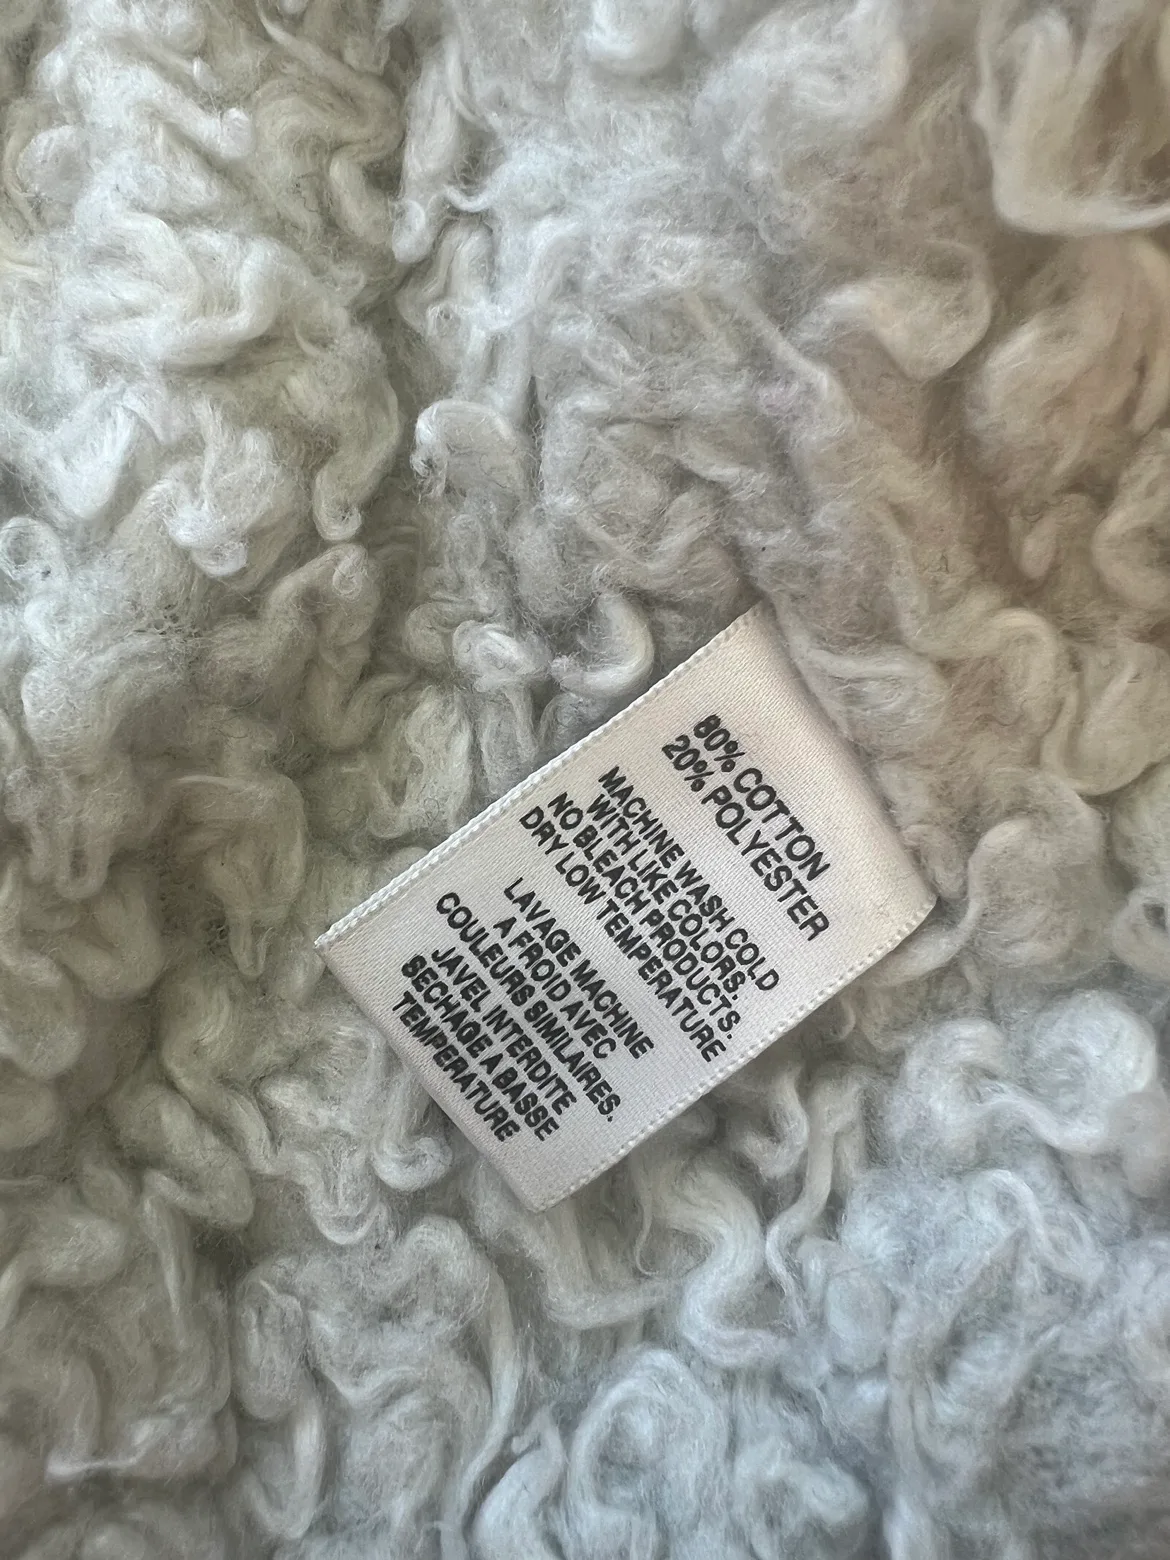 80% COTTON
20% POLYESTER
MACHINE WASH COLD
WITH LIKE COLORS.
NO BLEACH PRODUCTS.
DRY LOW TEMPERATURE
LAVAGE MACHINE
A FROID AVEC
COULEURS SIMILAIRES.
JAVEL INTERDITE
SECHAGE A BASSE
TEMPERATURE